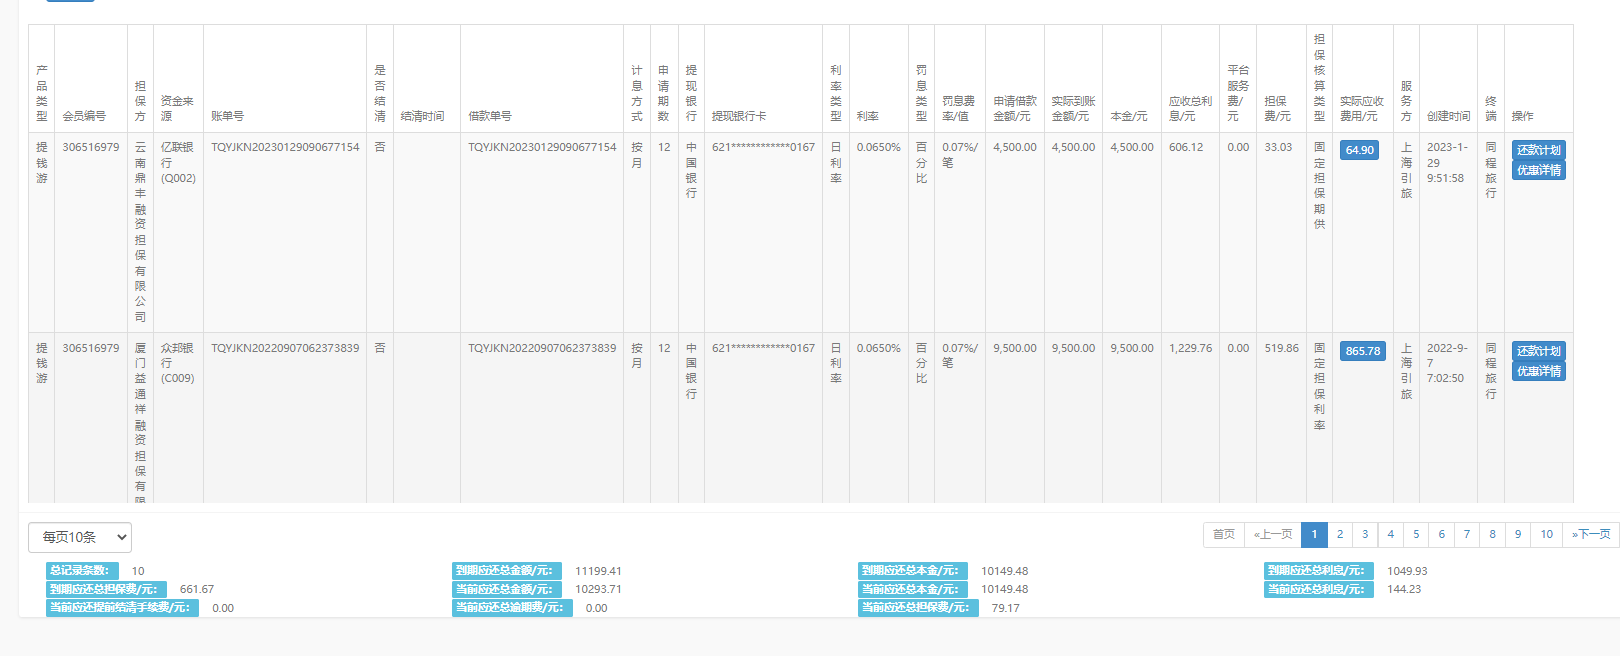 产品类型 会员编号 担保方 资金来源 账单号 是否结清 结清时间 借款单号 计息方式 申请期数 提现银行 提现银行卡 利率类型 利率 罚息类型 罚息费率/值 申请借款金额/元 实际到账金额/元 本金/元 应收总利息/元 平台服务费/元 担保费/元 担保核算类型 实际应收费用/元 服务方 创建时间 终端 操作
提钱游 306516979 云南鼎丰融资担保有限公司 亿联银行(Q002) TQYJKN20230129090677154 否 TQYJKN20230129090677154 按月 12 中国银行 621************0167 日利率 0.0650% 百分比 0.07%/笔 4,500.00 4,500.00 4,500.00 606.12 0.00 33.03 固定担保期供 64.90 上海引旅 2023-1-29 9:51:58 同程旅行 还款计划 优惠详情
提钱游 306516979 厦门益通祥融资担保有限 众邦银行(C009) TQYJKN20220907062373839 否 TQYJKN20220907062373839 按月 12 中国银行 621************0167 日利率 0.0650% 百分比 0.07%/笔 9,500.00 9,500.00 9,500.00 1,229.76 0.00 519.86 固定担保利率 865.78 上海引旅 2022-9-7 7:02:50 同程旅行 还款计划 优惠详情
每页10条 首页 «上一页 1 2 3 4 5 6 7 8 9 10 »下一页
总记录条数: 10 到期应还总金额/元: 11199.41 到期应还总本金/元: 10149.48 到期应还总利息/元: 1049.93
到期应还总担保费/元: 661.67 当前应还总金额/元: 10293.71 当前应还总本金/元: 10149.48 当前应还总利息/元: 144.23
当前应还提前结清手续费/元: 0.00 当前应还总逾期费/元: 0.00 当前应还总担保费/元: 79.17